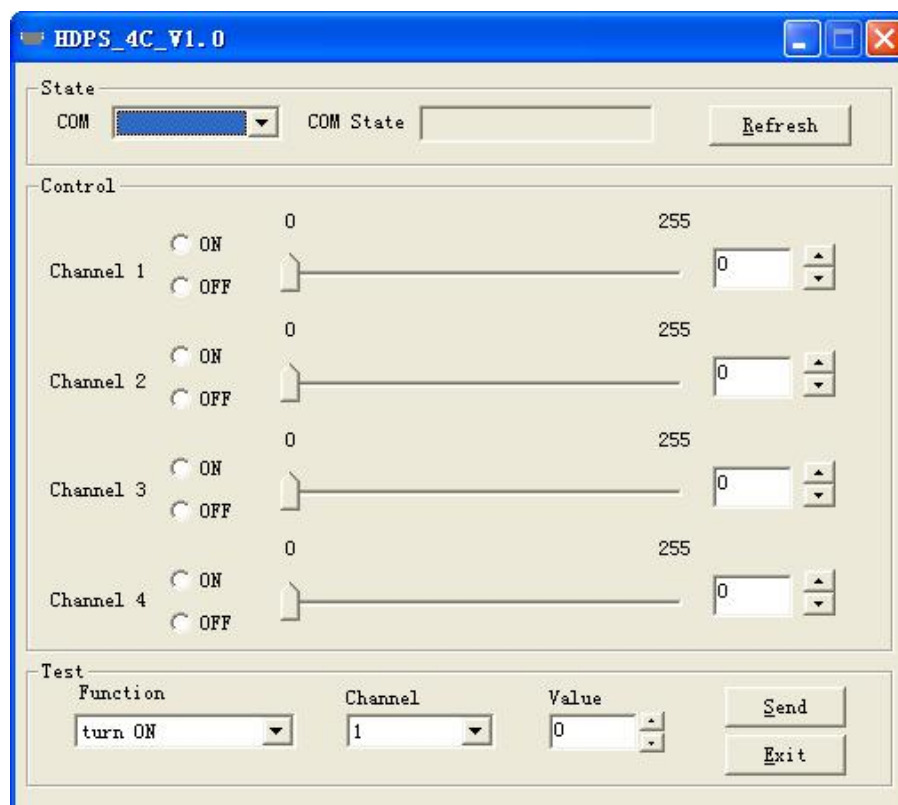 HDPS_4C_V1.0
State
COM
COM State
Refresh
Control
0 255
Channel 1
ON
OFF
0
0 255
Channel 2
ON
OFF
0
0 255
Channel 3
ON
OFF
0
0 255
Channel 4
ON
OFF
0
Test
Function Channel Value
turn ON 1 0
Send
Exit